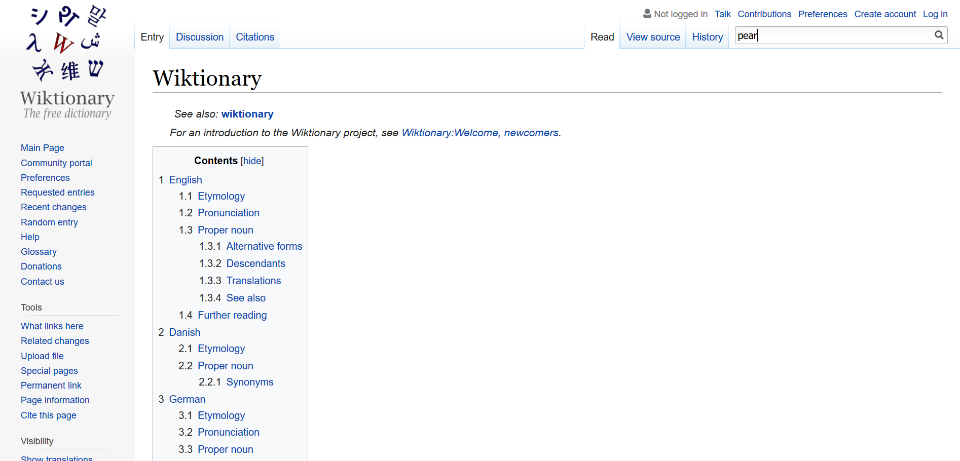 Not logged in Talk Contributions Preferences Create account Log in
Entry Discussion Citations Read View source History pear
Wiktionary
The free dictionary
Main Page
Community portal
Preferences
Requested entries
Recent changes
Random entry
Help
Glossary
Donations
Contact us
Tools
What links here
Related changes
Upload file
Special pages
Permanent link
Page information
Cite this page
Visibility
Show translations
Wiktionary
See also: wiktionary
For an introduction to the Wiktionary project, see Wiktionary:Welcome, newcomers.
Contents [hide]
1 English
1.1 Etymology
1.2 Pronunciation
1.3 Proper noun
1.3.1 Alternative forms
1.3.2 Descendants
1.3.3 Translations
1.3.4 See also
1.4 Further reading
2 Danish
2.1 Etymology
2.2 Proper noun
2.2.1 Synonyms
3 German
3.1 Etymology
3.2 Pronunciation
3.3 Proper noun